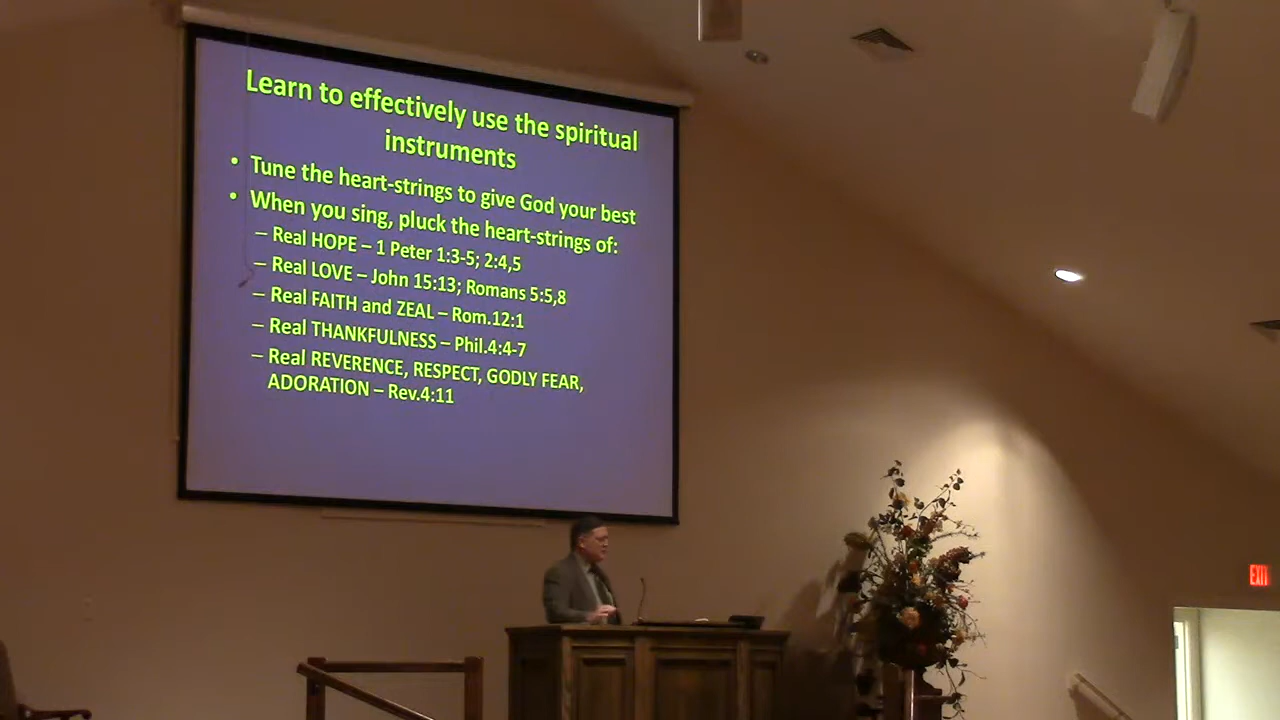 Learn to effectively use the spiritual
instruments
• Tune the heart-strings to give God your best
• When you sing, pluck the heart-strings of:
– Real HOPE – 1 Peter 1:3-5; 2:4,5
– Real LOVE – John 15:13; Romans 5:5,8
– Real FAITH and ZEAL – Rom.12:1
– Real THANKFULNESS – Phil.4:4-7
– Real REVERENCE, RESPECT, GODLY FEAR,
ADORATION – Rev.4:11
EXIT